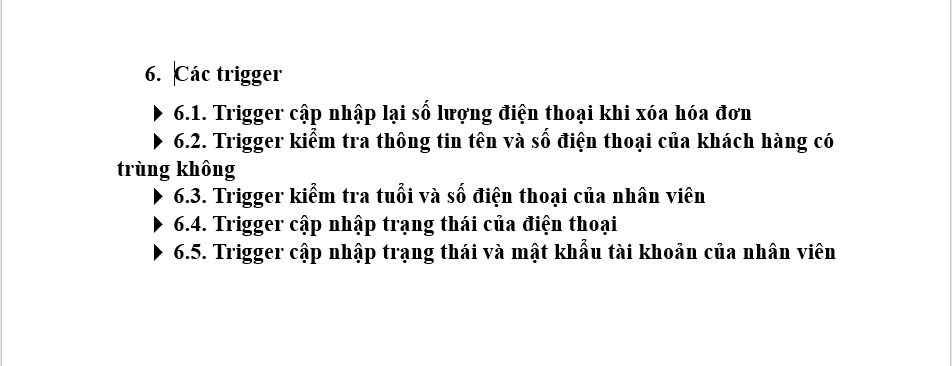 6. Các trigger
6.1. Trigger cập nhập lại số lượng điện thoại khi xóa hóa đơn
6.2. Trigger kiểm tra thông tin tên và số điện thoại của khách hàng có
trùng không
6.3. Trigger kiểm tra tuổi và số điện thoại của nhân viên
6.4. Trigger cập nhập trạng thái của điện thoại
6.5. Trigger cập nhập trạng thái và mật khẩu tài khoản của nhân viên